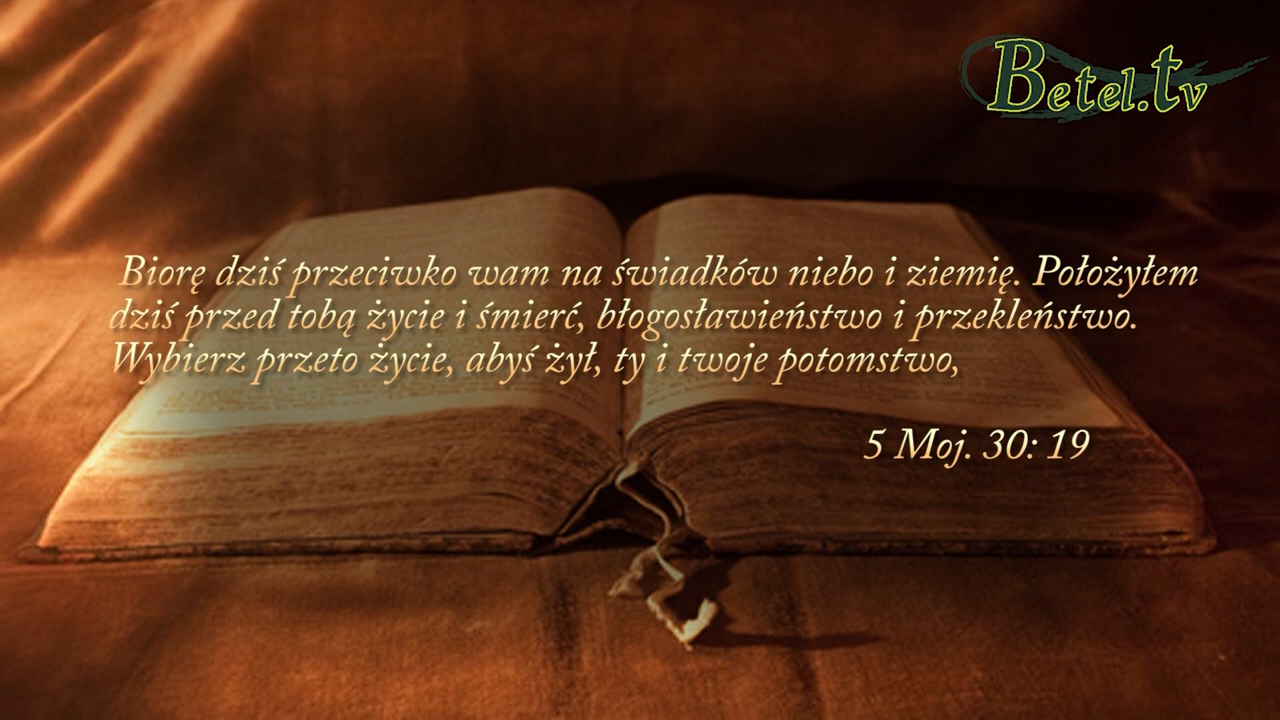 Betel.tv
Biorę dziś przeciwko wam na świadków niebo i ziemię. Położyłem
dziś przed tobą życie i śmierć, błogosławieństwo i przekleństwo.
Wybierz przeto życie, abyś żył, ty i twoje potomstwo,
5 Moj. 30: 19